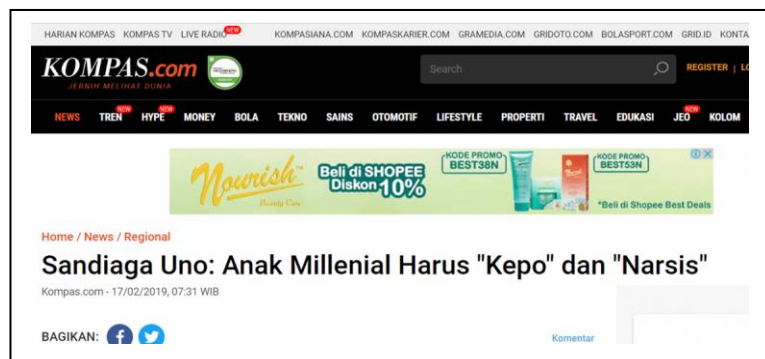 HARIAN KOMPAS KOMPAS TV LIVE RADIO NEW KOMPASIANA.COM KOMPASKARIER.COM GRAMEDIA.COM GRIDOTO.COM BOLASPORT.COM GRID.ID KONTA
KOMPAS.com
JERNIH MELIHAT DUNIA
Search
REGISTER | LO
NEWS TREN NEW HYPE NEW MONEY BOLA TEKNO SAINS OTOMOTIF LIFESTYLE PROPERTI TRAVEL EDUKASI JEO NEW KOLOM
Nourish™
Beauty Care
Beli di SHOPEE
Diskon 10%
KODE PROMO
BEST38N
KODE PROMO
BEST53N
*Beli di Shopee Best Deals
Home / News / Regional
Sandiaga Uno: Anak Millenial Harus "Kepo" dan "Narsis"
Kompas.com - 17/02/2019, 07:31 WIB
BAGIKAN:
Komentar